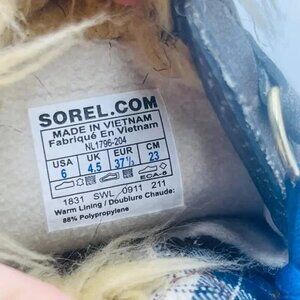 SOREL.COM
MADE IN VIETNAM
Fabriqué En Vietnam
NL1796-204
USA UK EUR CM
6 4.5 37½ 23
ECA-6
1831 SWL 0911 211
Warm Lining / Doublure Chaude:
88% Polypropylene